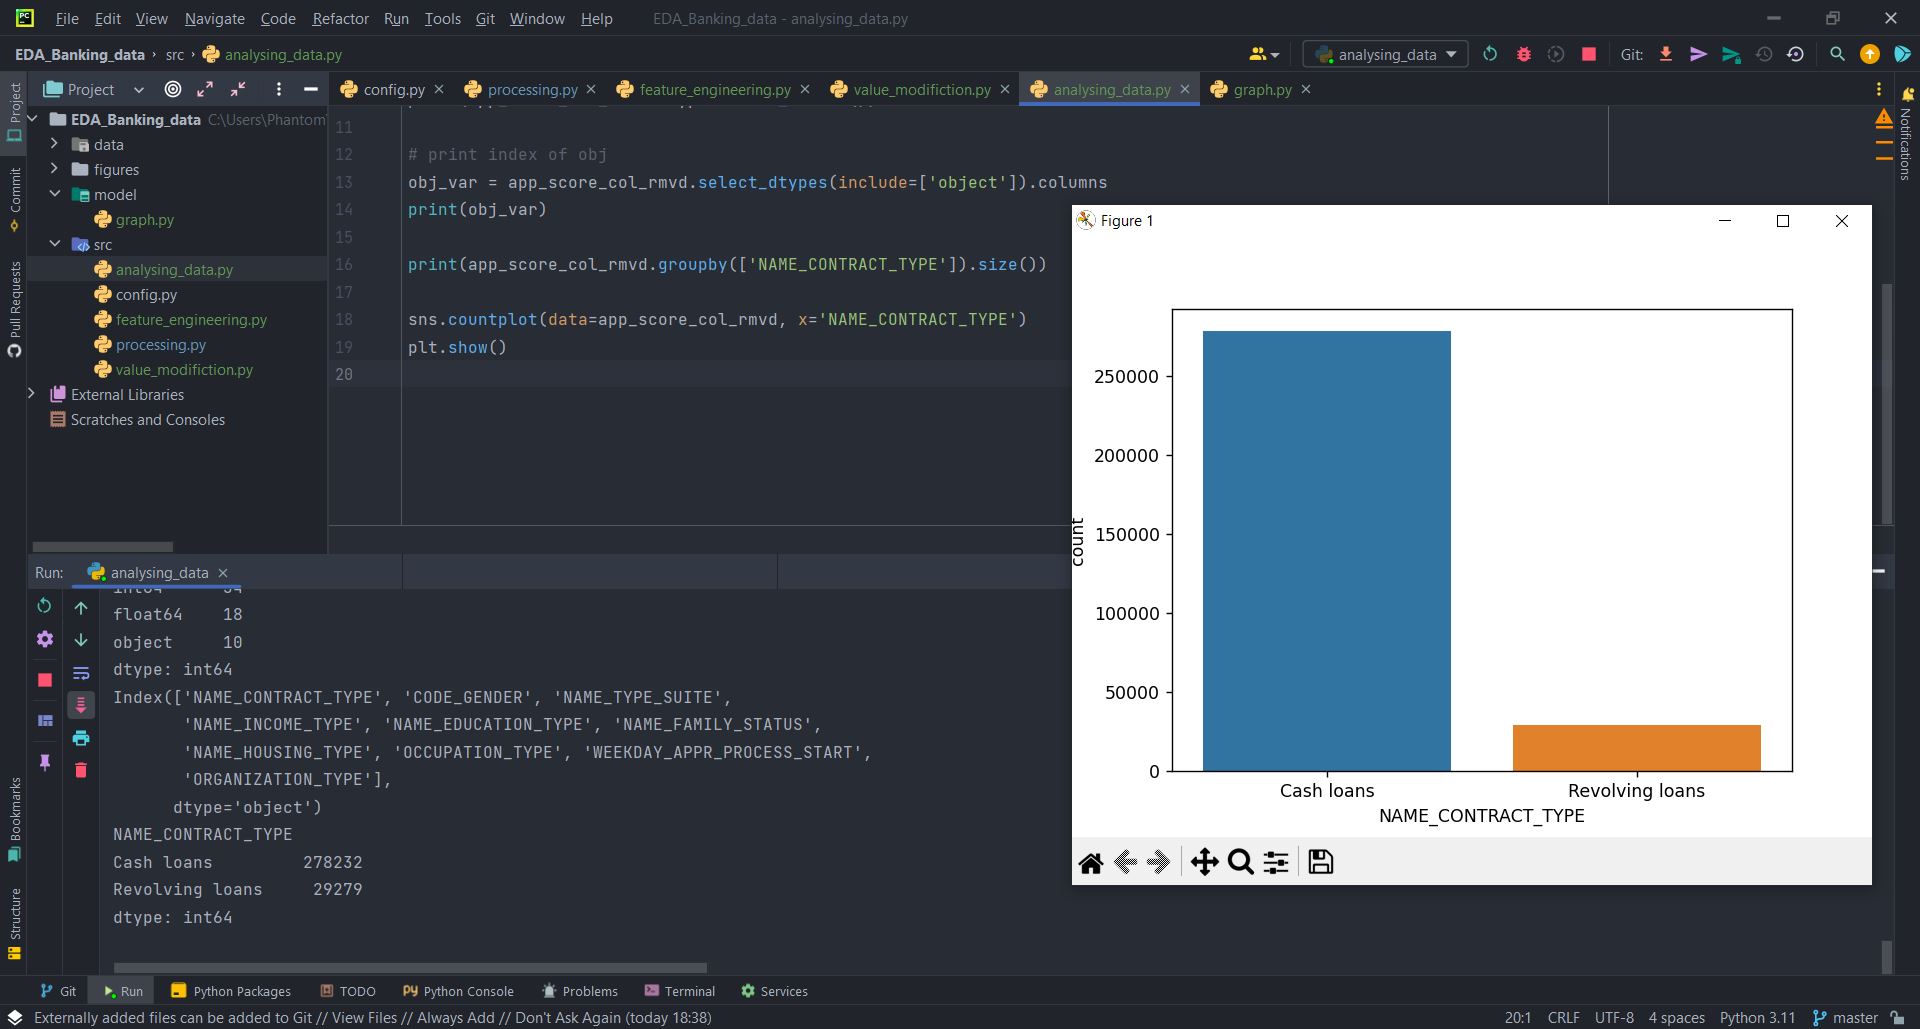 File Edit View Navigate Code Refactor Run Tools Git Window Help EDA_Banking_data - analysing_data.py
EDA_Banking_data › src › analysing_data.py
analysing_data Git:
Project
config.py processing.py feature_engineering.py value_modifiction.py analysing_data.py graph.py
EDA_Banking_data C:\Users\Phantom
data
figures
model
graph.py
src
analysing_data.py
config.py
feature_engineering.py
processing.py
value_modifiction.py
External Libraries
Scratches and Consoles
Project
Commit
Pull Requests
Bookmarks
Structure
Notifications
11
12 # print index of obj
13 obj_var = app_score_col_rmvd.select_dtypes(include=['object']).columns
14 print(obj_var)
15
16 print(app_score_col_rmvd.groupby(['NAME_CONTRACT_TYPE']).size())
17
18 sns.countplot(data=app_score_col_rmvd, x='NAME_CONTRACT_TYPE')
19 plt.show()
20
Figure 1
250000
200000
150000
100000
50000
0
count
Cash loans Revolving loans
NAME_CONTRACT_TYPE
Run: analysing_data
float64 18
object 10
dtype: int64
Index(['NAME_CONTRACT_TYPE', 'CODE_GENDER', 'NAME_TYPE_SUITE',
'NAME_INCOME_TYPE', 'NAME_EDUCATION_TYPE', 'NAME_FAMILY_STATUS',
'NAME_HOUSING_TYPE', 'OCCUPATION_TYPE', 'WEEKDAY_APPR_PROCESS_START',
'ORGANIZATION_TYPE'],
dtype='object')
NAME_CONTRACT_TYPE
Cash loans 278232
Revolving loans 29279
dtype: int64
Git Run Python Packages TODO Python Console Problems Terminal Services
Externally added files can be added to Git // View Files // Always Add // Don't Ask Again (today 18:38)
20:1 CRLF UTF-8 4 spaces Python 3.11 master